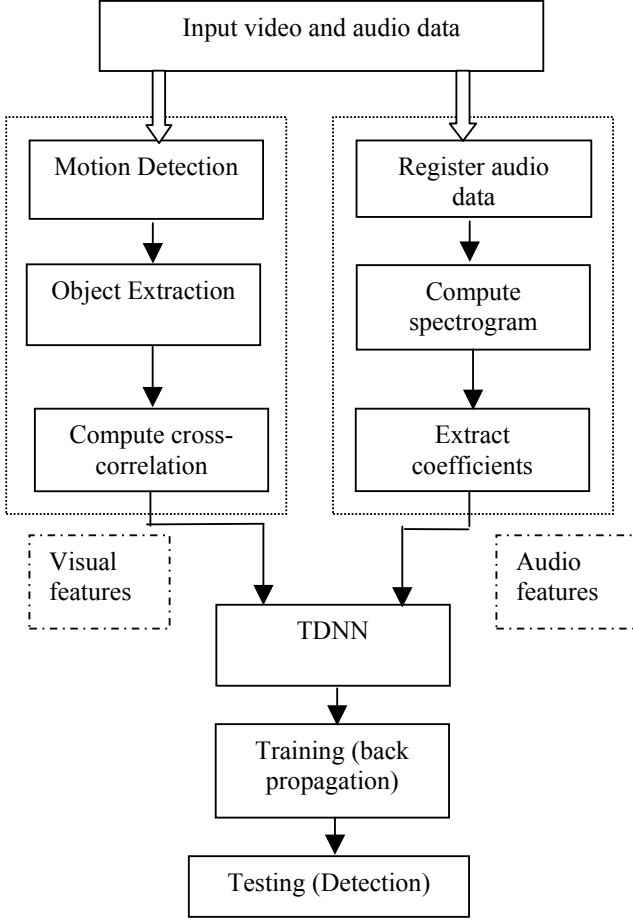 Input video and audio data
Motion Detection
Object Extraction
Compute cross-
correlation
Register audio
data
Compute
spectrogram
Extract
coefficients
Visual
features
Audio
features
TDNN
Training (back
propagation)
Testing (Detection)